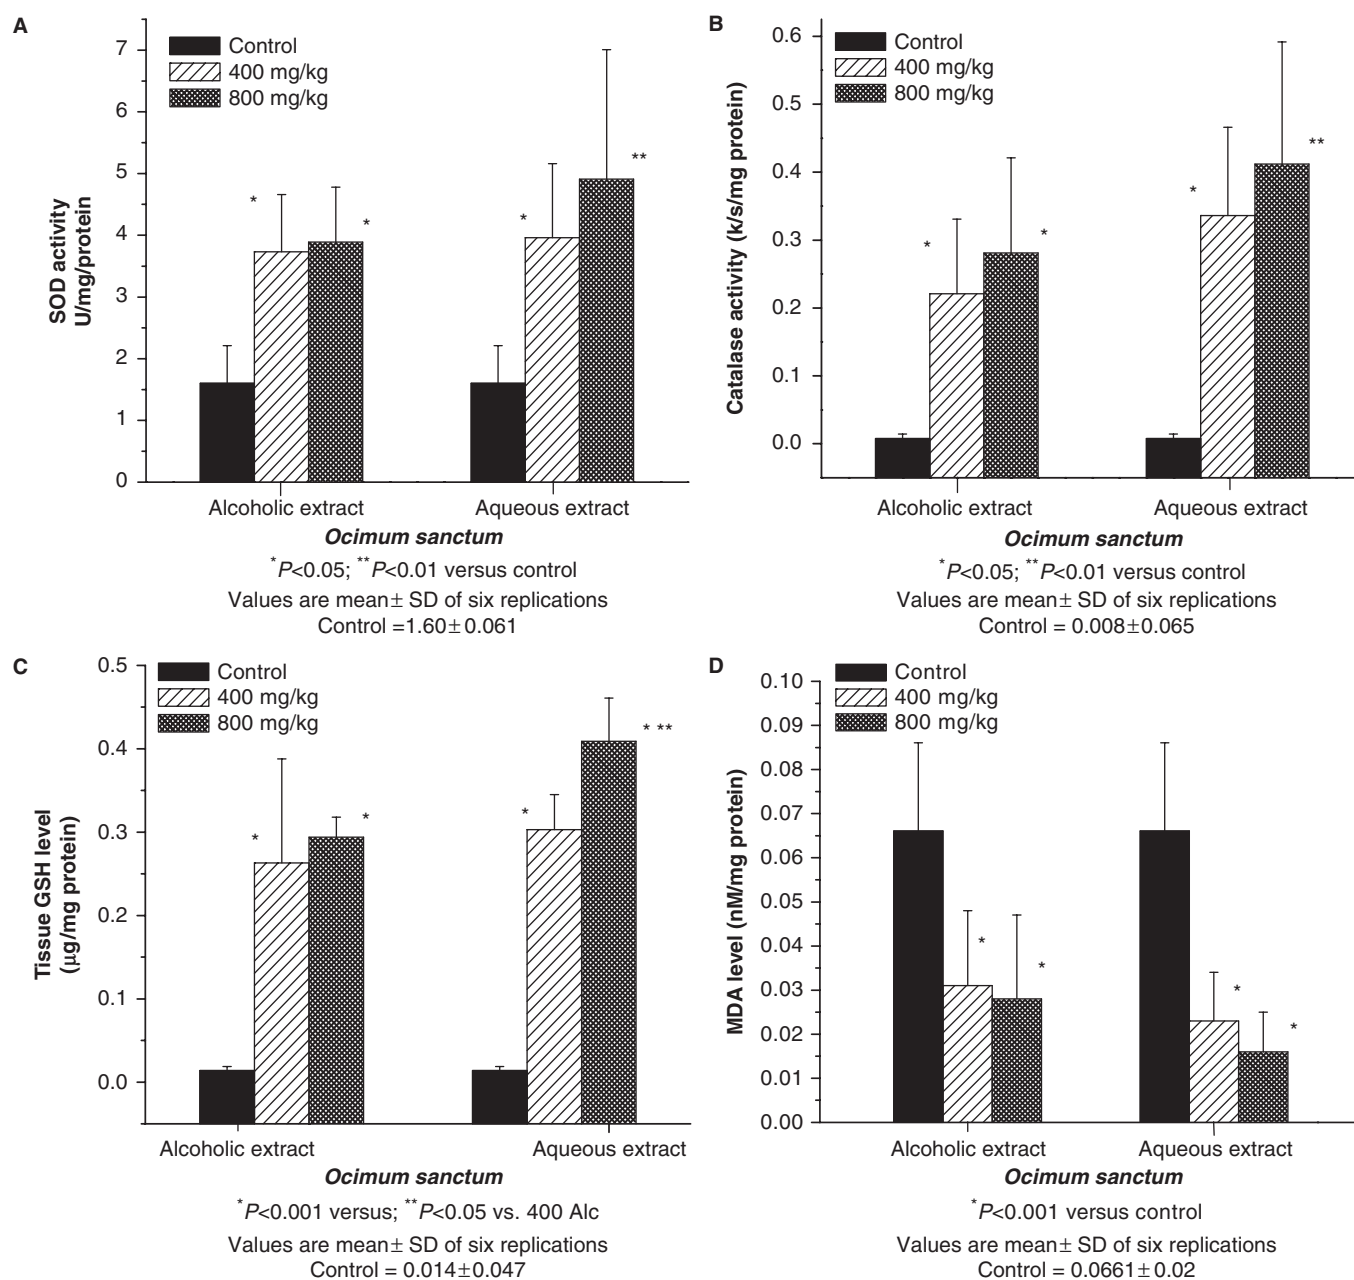 A
Control
400 mg/kg
800 mg/kg
SOD activity
U/mg/protein
7
6
5
4
3
2
1
0
*
*
*
**
Alcoholic extract Aqueous extract
Ocimum sanctum
*P<0.05; **P<0.01 versus control
Values are mean± SD of six replications
Control =1.60±0.061
B
Control
400 mg/kg
800 mg/kg
Catalase activity (k/s/mg protein)
0.6
0.5
0.4
0.3
0.2
0.1
0.0
*
*
*
**
Alcoholic extract Aqueous extract
Ocimum sanctum
*P<0.05; **P<0.01 versus control
Values are mean± SD of six replications
Control = 0.008±0.065
C
Control
400 mg/kg
800 mg/kg
Tissue GSH level
(μg/mg protein)
0.5
0.4
0.3
0.2
0.1
0.0
*
*
*
* **
Alcoholic extract Aqueous extract
Ocimum sanctum
*P<0.001 versus; **P<0.05 vs. 400 Alc
Values are mean± SD of six replications
Control = 0.014±0.047
D
Control
400 mg/kg
800 mg/kg
MDA level (nM/mg protein)
0.10
0.09
0.08
0.07
0.06
0.05
0.04
0.03
0.02
0.01
0.00
*
*
*
*
Alcoholic extract Aqueous extract
Ocimum sanctum
*P<0.001 versus control
Values are mean± SD of six replications
Control = 0.0661±0.02